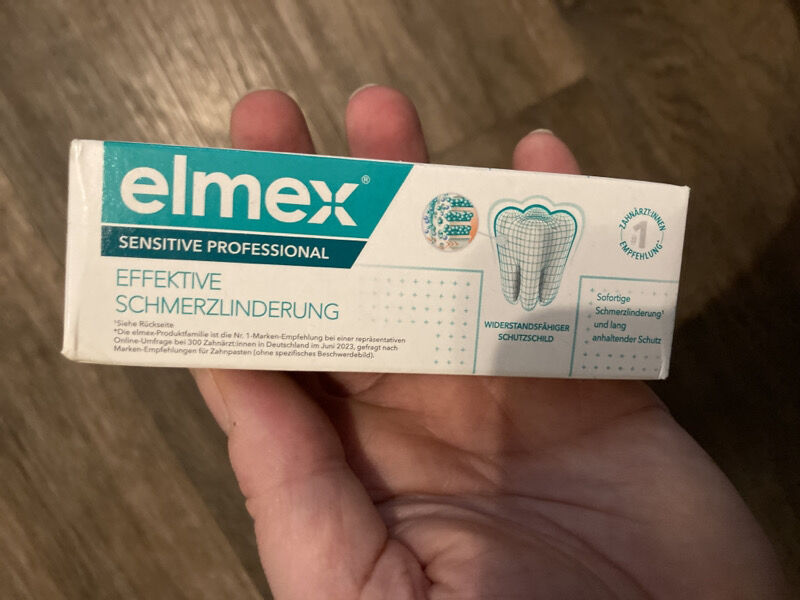 elmex®
SENSITIVE PROFESSIONAL
EFFEKTIVE
SCHMERZLINDERUNG
¹Siehe Rückseite
*Die elmex-Produktfamilie ist die Nr. 1-Marken-Empfehlung bei einer repräsentativen
Online-Umfrage bei 300 Zahnärzt:innen in Deutschland im Juni 2023, gefragt nach
Marken-Empfehlungen für Zahnpasten (ohne spezifisches Beschwerdebild).
WIDERSTANDSFÄHIGER
SCHUTZSCHILD
ZAHNÄRZT:INNEN
#1
EMPFEHLUNG*
Sofortige
Schmerzlinderung¹
und lang
anhaltender Schutz